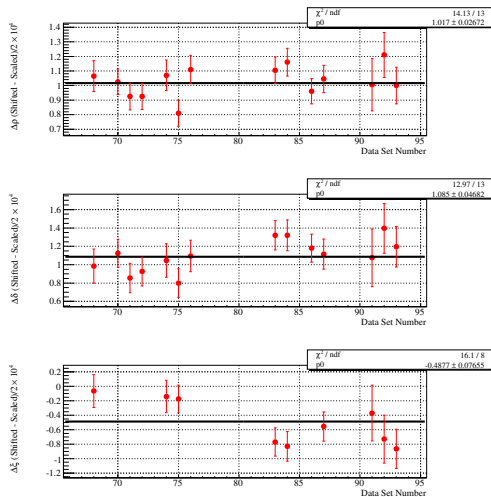 χ² / ndf 14.13 / 13
p0 1.017 ± 0.02672
Δρ (Shifted - Scaled)/2 × 10⁴
1.4
1.3
1.2
1.1
1
0.9
0.8
0.7
70 75 80 85 90 95
Data Set Number
χ² / ndf 12.97 / 13
p0 1.085 ± 0.04682
Δδ (Shifted - Scaled)/2 × 10⁴
1.6
1.4
1.2
1
0.8
0.6
70 75 80 85 90 95
Data Set Number
χ² / ndf 16.1 / 8
p0 -0.4877 ± 0.07655
Δξ (Shifted - Scaled)/2 × 10⁴
0.2
0
-0.2
-0.4
-0.6
-0.8
-1
-1.2
70 75 80 85 90 95
Data Set Number